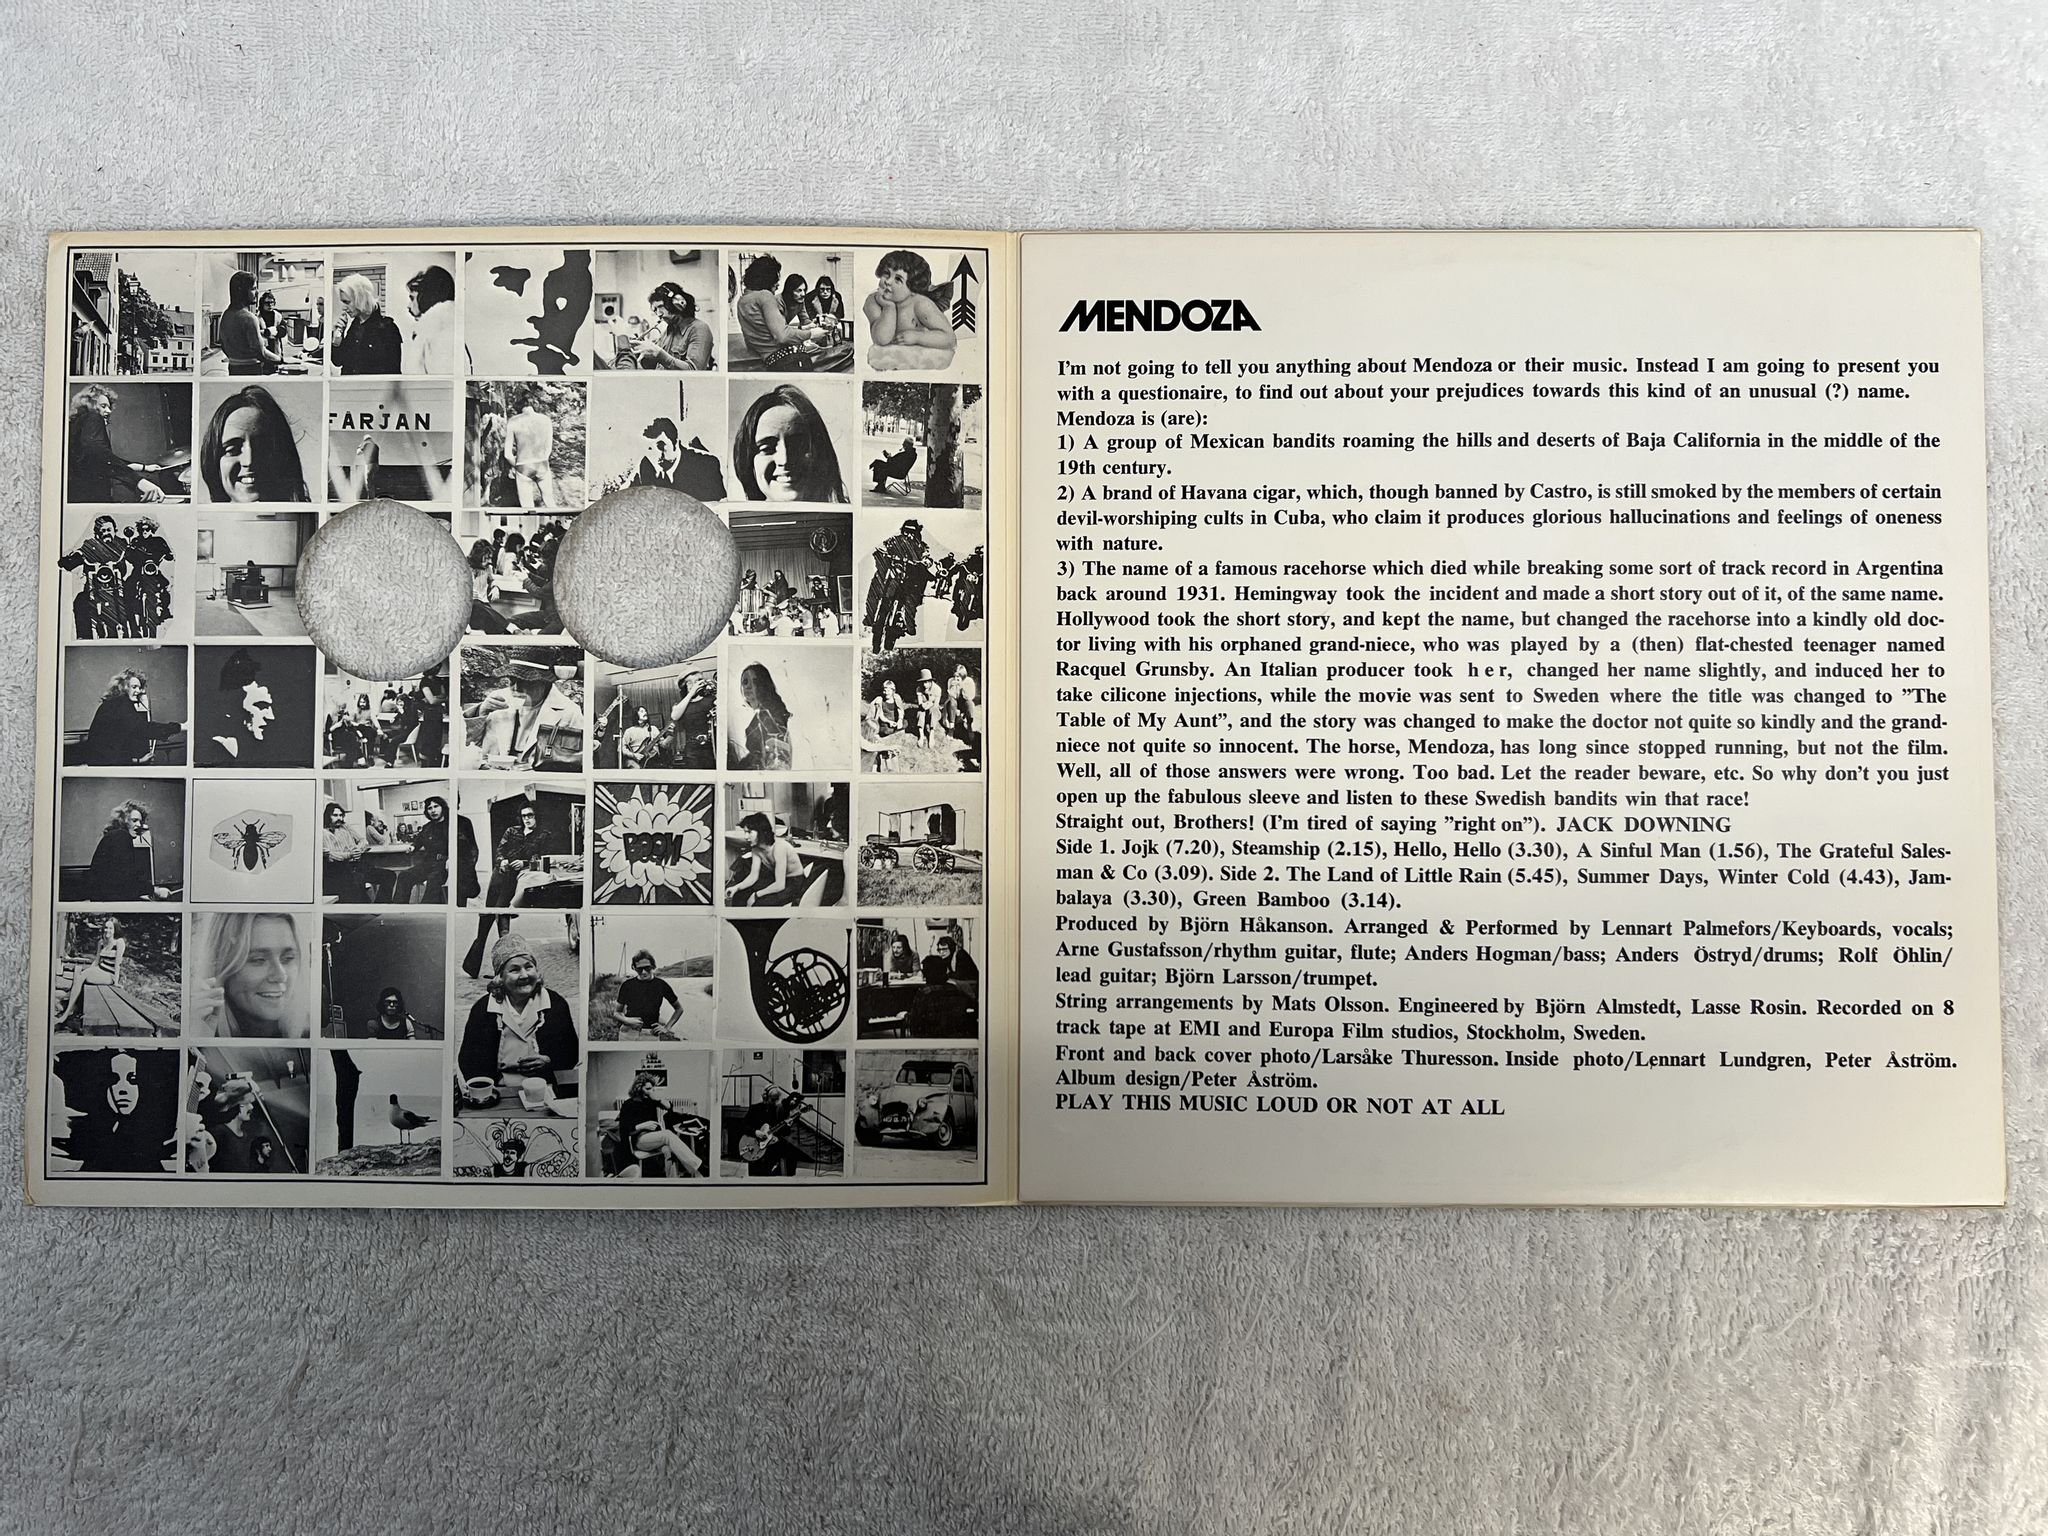 FÄRJAN
BOOM
MENDOZA
I'm not going to tell you anything about Mendoza or their music. Instead I am going to present you
with a questionaire, to find out about your prejudices towards this kind of an unusual (?) name.
Mendoza is (are):
1) A group of Mexican bandits roaming the hills and deserts of Baja California in the middle of the
19th century.
2) A brand of Havana cigar, which, though banned by Castro, is still smoked by the members of certain
devil-worshiping cults in Cuba, who claim it produces glorious hallucinations and feelings of oneness
with nature.
3) The name of a famous racehorse which died while breaking some sort of track record in Argentina
back around 1931. Hemingway took the incident and made a short story out of it, of the same name.
Hollywood took the short story, and kept the name, but changed the racehorse into a kindly old doc-
tor living with his orphaned grand-niece, who was played by a (then) flat-chested teenager named
Racquel Grunsby. An Italian producer took h e r, changed her name slightly, and induced her to
take cilicone injections, while the movie was sent to Sweden where the title was changed to ”The
Table of My Aunt”, and the story was changed to make the doctor not quite so kindly and the grand-
niece not quite so innocent. The horse, Mendoza, has long since stopped running, but not the film.
Well, all of those answers were wrong. Too bad. Let the reader beware, etc. So why don't you just
open up the fabulous sleeve and listen to these Swedish bandits win that race!
Straight out, Brothers! (I'm tired of saying ”right on”). JACK DOWNING
Side 1. Jojk (7.20), Steamship (2.15), Hello, Hello (3.30), A Sinful Man (1.56), The Grateful Sales-
man & Co (3.09). Side 2. The Land of Little Rain (5.45), Summer Days, Winter Cold (4.43), Jam-
balaya (3.30), Green Bamboo (3.14).
Produced by Björn Håkanson. Arranged & Performed by Lennart Palmefors/Keyboards, vocals;
Arne Gustafsson/rhythm guitar, flute; Anders Hogman/bass; Anders Östryd/drums; Rolf Öhlin/
lead guitar; Björn Larsson/trumpet.
String arrangements by Mats Olsson. Engineered by Björn Almstedt, Lasse Rosin. Recorded on 8
track tape at EMI and Europa Film studios, Stockholm, Sweden.
Front and back cover photo/Larsåke Thuresson. Inside photo/Lennart Lundgren, Peter Åström.
Album design/Peter Åström.
PLAY THIS MUSIC LOUD OR NOT AT ALL